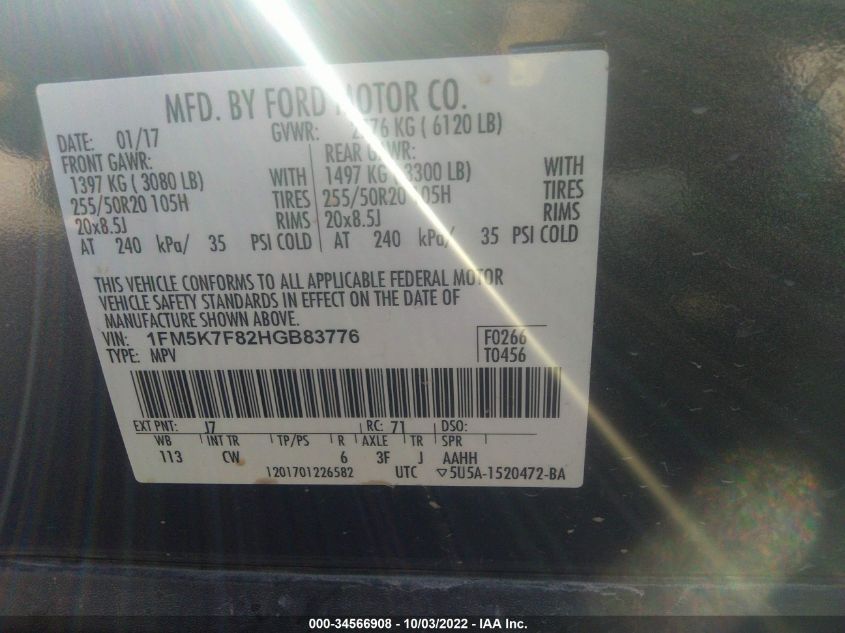 MFD. BY FORD MOTOR CO.
DATE: 01/17 GVWR: KG ( 6120 LB)
FRONT GAWR: REAR GAWR:
1397 KG ( 3080 LB) WITH 1497 KG ( 3300 LB) WITH
255/50R20 105H TIRES 255/50R20 105H TIRES
20x8.5J RIMS 20x8.5J RIMS
AT 240 kPa/ 35 PSI COLD AT 240 kPa/ 35 PSI COLD
THIS VEHICLE CONFORMS TO ALL APPLICABLE FEDERAL MOTOR
VEHICLE SAFETY STANDARDS IN EFFECT ON THE DATE OF
MANUFACTURE SHOWN ABOVE.
VIN: 1FM5K7F82HGB83776 F0266
TYPE: MPV T0456
EXT PNT: J7 RC: 71 DSO:
WB INT TR TP/PS R AXLE TR SPR
113 CW 6 3F J AAHH
1201701226582 UTC ▽5U5A-1520472-BA
000-34566908 - 10/03/2022 - IAA Inc.